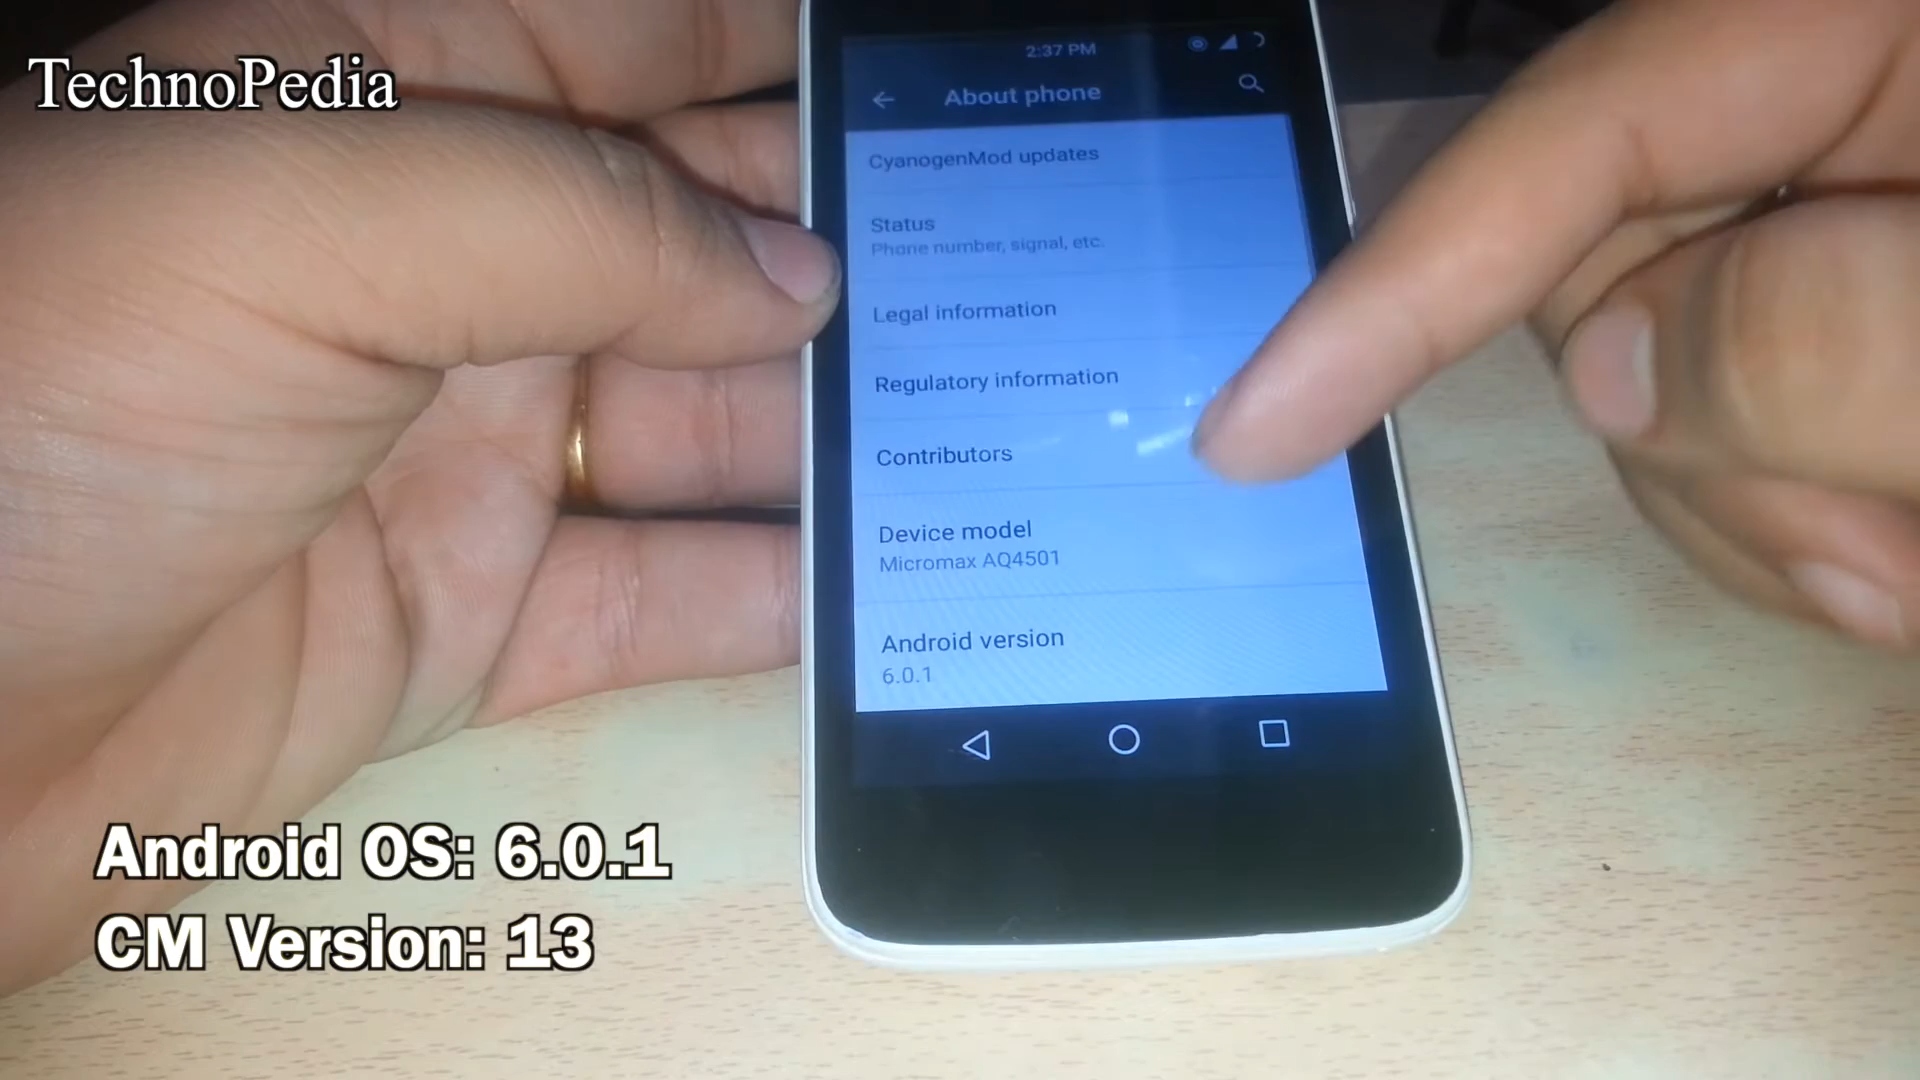 TechnoPedia
2:37 PM
About phone
CyanogenMod updates
Status
Phone number, signal, etc.
Legal information
Regulatory information
Contributors
Device model
Micromax AQ4501
Android version
6.0.1
Android OS: 6.0.1
CM Version: 13